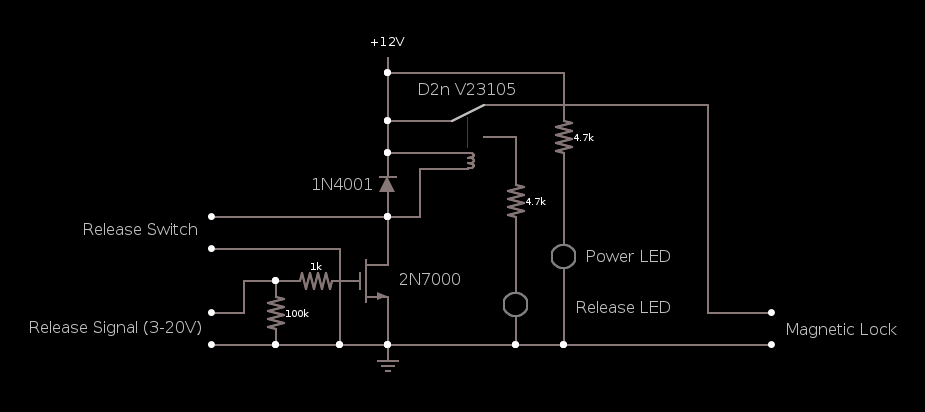 +12V
D2n V23105
4.7k
1N4001
4.7k
Release Switch
Power LED
1k
2N7000
Release LED
100k
Release Signal (3-20V)
Magnetic Lock